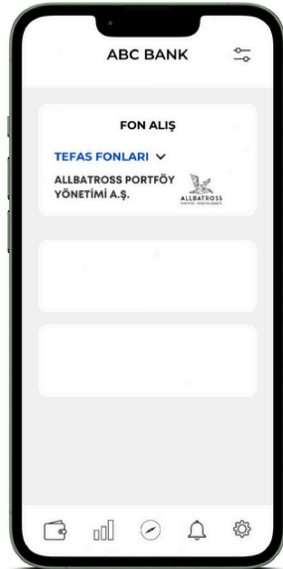 ABC BANK
FON ALIŞ
TEFAS FONLARI
ALLBATROSS PORTFÖY
YÖNETİMİ A.Ş.
ALLBATROSS